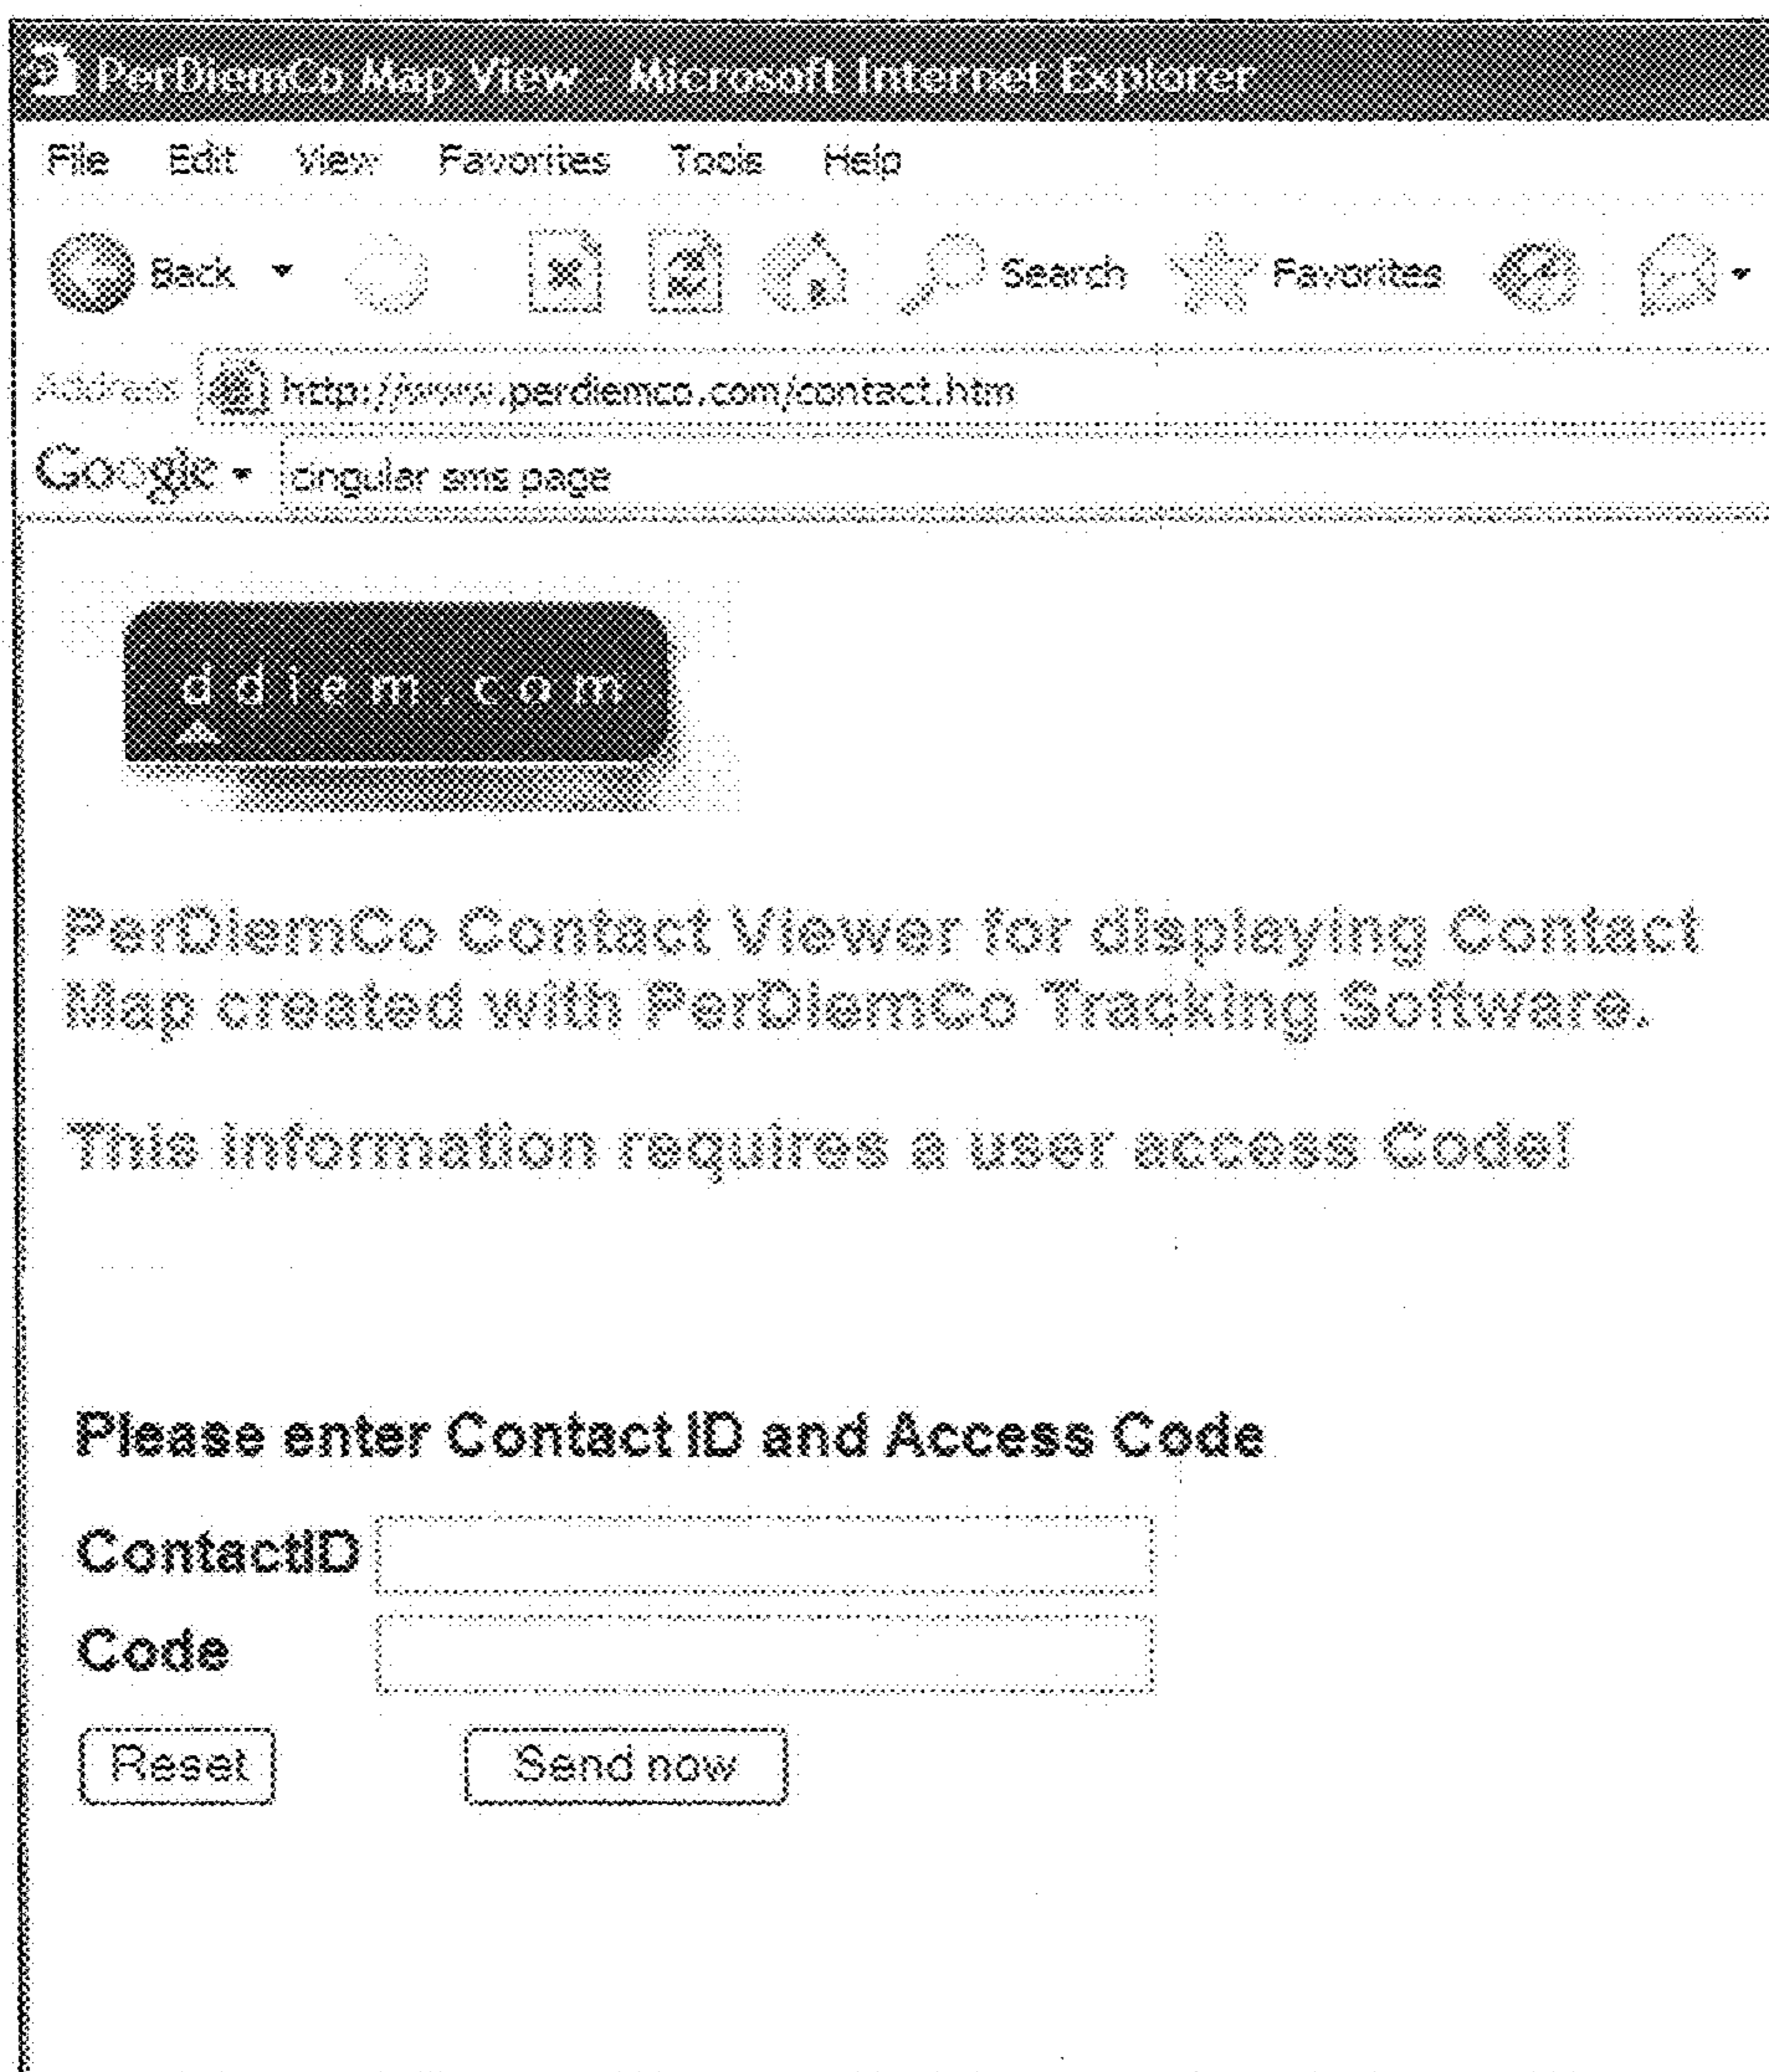 PerDiemCo Map View - Microsoft Internet Explorer
File Edit View Favorites Tools Help
Back Search Favorites
Address http://www.perdiemco.com/contact.htm
Google cingular sms page
ddiem.com
PerDiemCo Contact Viewer for displaying Contact
Map created with PerDiemCo Tracking Software.
This information requires a user access Code!
Please enter Contact ID and Access Code
ContactID
Code
Reset Send now